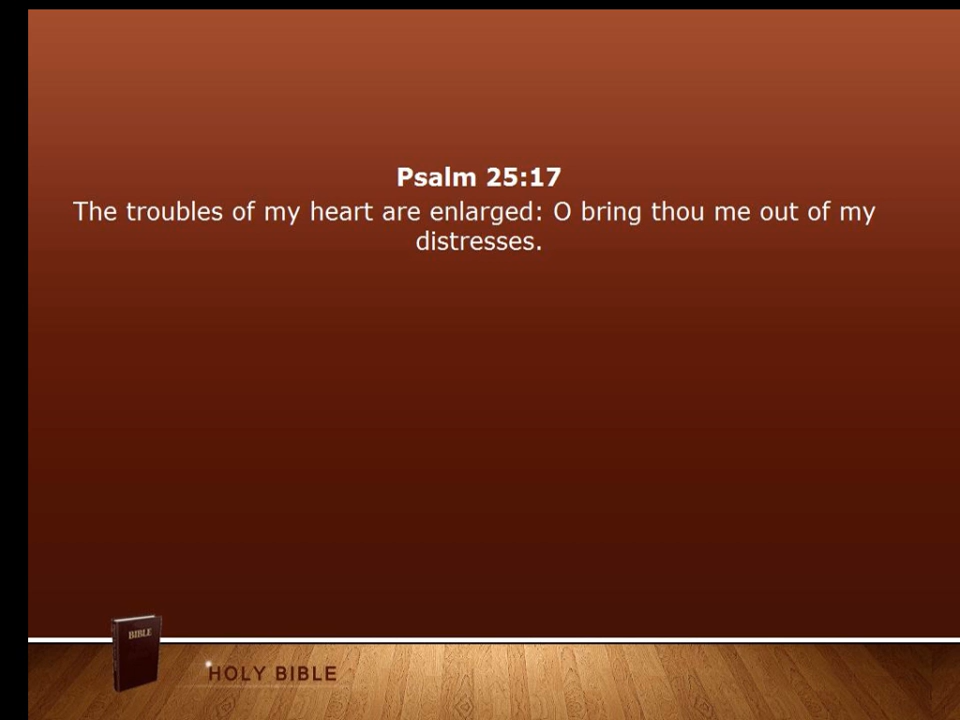 Psalm 25:17
The troubles of my heart are enlarged: O bring thou me out of my
distresses.
BIBLE
HOLY BIBLE